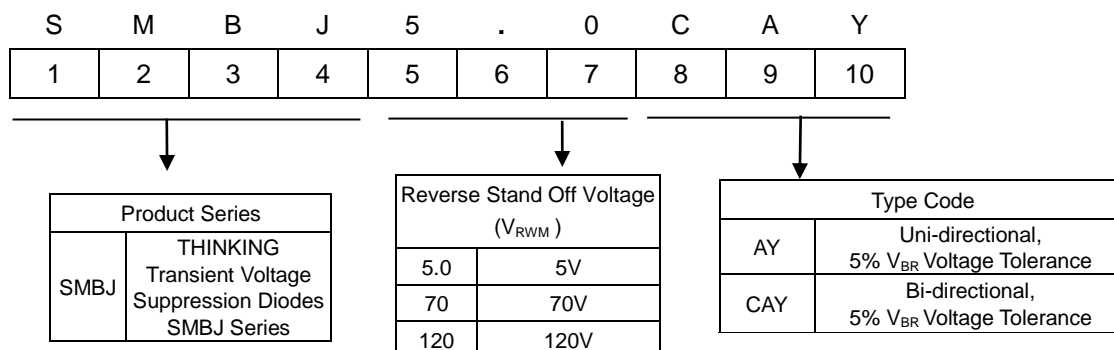 S M B J 5 . 0 C A Y
1 2 3 4 5 6 7 8 9 10
Product Series
SMBJ
THINKING
Transient Voltage
Suppression Diodes
SMBJ Series
Reverse Stand Off Voltage
(VRWM )
5.0 5V
70 70V
120 120V
Type Code
AY
Uni-directional,
5% VBR Voltage Tolerance
CAY
Bi-directional,
5% VBR Voltage Tolerance